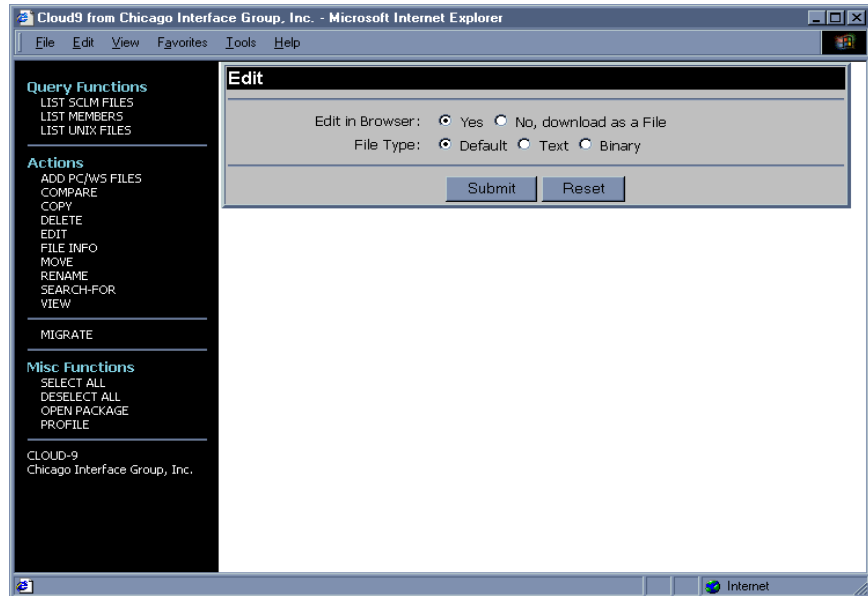 Cloud9 from Chicago Interface Group, Inc. - Microsoft Internet Explorer
File Edit View Favorites Tools Help
Query Functions
LIST SCLM FILES
LIST MEMBERS
LIST UNIX FILES
Actions
ADD PC/WS FILES
COMPARE
COPY
DELETE
EDIT
FILE INFO
MOVE
RENAME
SEARCH-FOR
VIEW
MIGRATE
Misc Functions
SELECT ALL
DESELECT ALL
OPEN PACKAGE
PROFILE
CLOUD-9
Chicago Interface Group, Inc.
Edit
Edit in Browser: Yes No, download as a File
File Type: Default Text Binary
Submit Reset
Internet